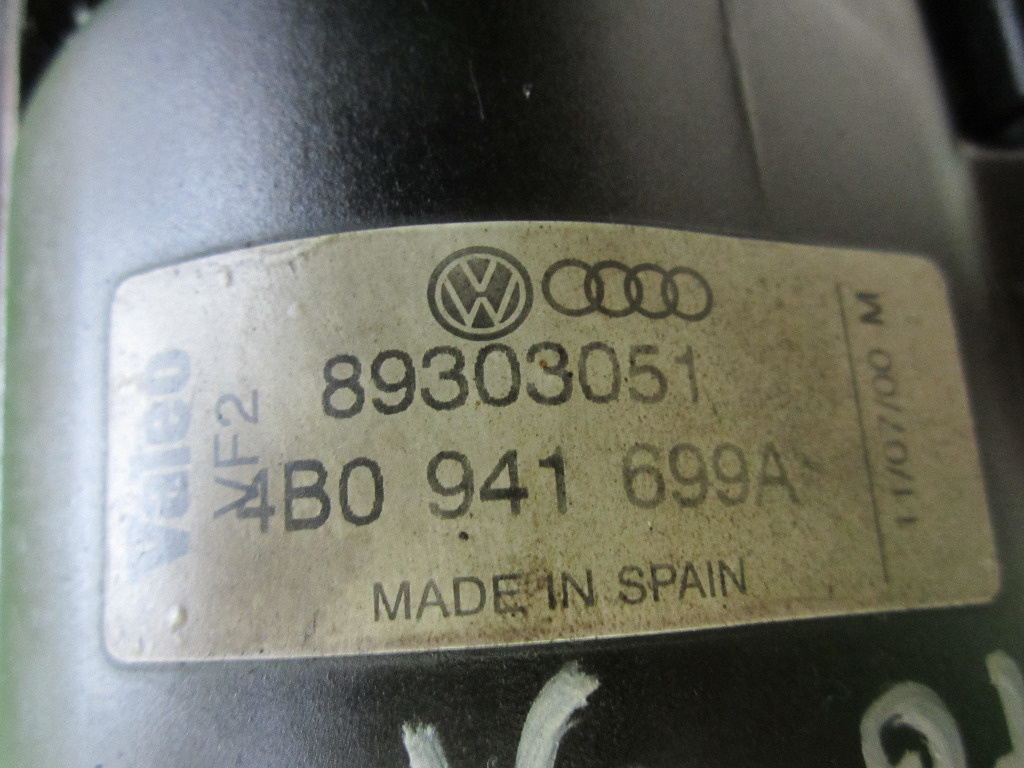 Valeo
VF2
89303051
4B0 941 699A
MADE IN SPAIN
11/07/00 M